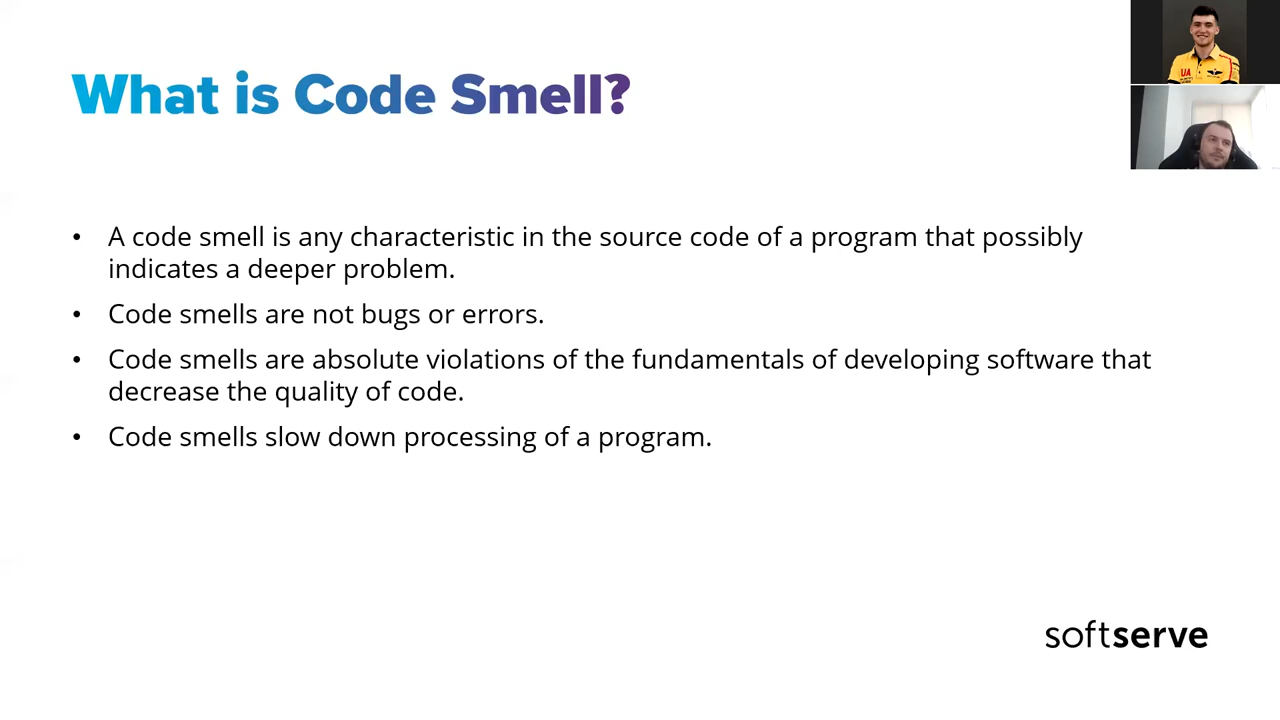 What is Code Smell?
• A code smell is any characteristic in the source code of a program that possibly
indicates a deeper problem.
• Code smells are not bugs or errors.
• Code smells are absolute violations of the fundamentals of developing software that
decrease the quality of code.
• Code smells slow down processing of a program.
softserve
UA